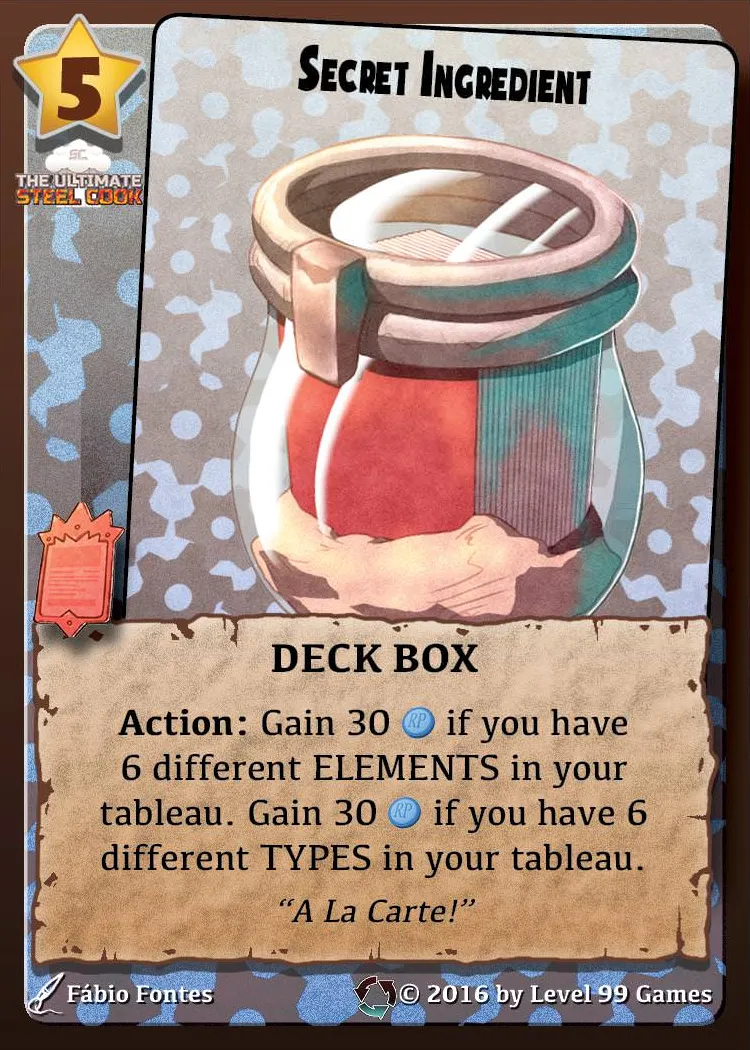 5
SECRET INGREDIENT
SC
THE ULTIMATE
STEEL COOK
DECK BOX
Action: Gain 30 RP if you have
6 different ELEMENTS in your
tableau. Gain 30 RP if you have 6
different TYPES in your tableau.
“A La Carte!”
Fábio Fontes
© 2016 by Level 99 Games